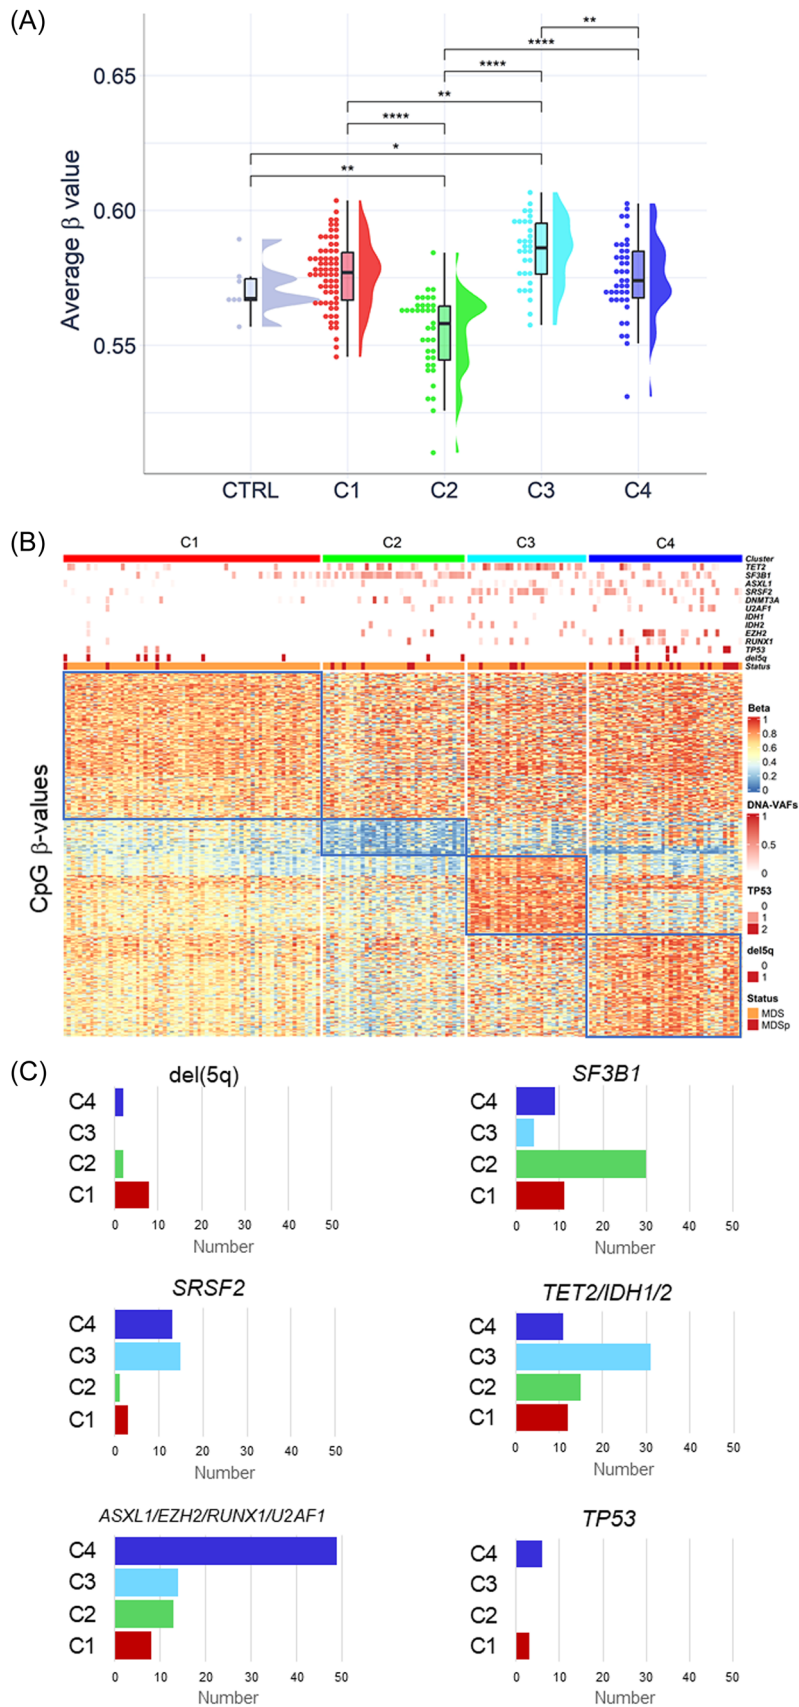 (A)
**
****
0.65
****
**
****
*
**
0.60
0.55
Average β value
CTRL C1 C2 C3 C4
(B)
C1 C2 C3 C4
Cluster
TET2
SF3B1
ASXL1
SRSF2
DNMT3A
U2AF1
IDH1
IDH2
EZH2
RUNX1
TP53
del5q
Status
CpG β-values
Beta
1
0.8
0.6
0.4
0.2
0
DNA-VAFs
1
0.5
0
TP53
0
1
2
del5q
0
1
Status
MDS
MDSp
(C)
del(5q)
C4
C3
C2
C1
0 10 20 30 40 50
Number
SF3B1
C4
C3
C2
C1
0 10 20 30 40 50
Number
SRSF2
C4
C3
C2
C1
0 10 20 30 40 50
Number
TET2/IDH1/2
C4
C3
C2
C1
0 10 20 30 40 50
Number
ASXL1/EZH2/RUNX1/U2AF1
C4
C3
C2
C1
0 10 20 30 40 50
Number
TP53
C4
C3
C2
C1
0 10 20 30 40 50
Number